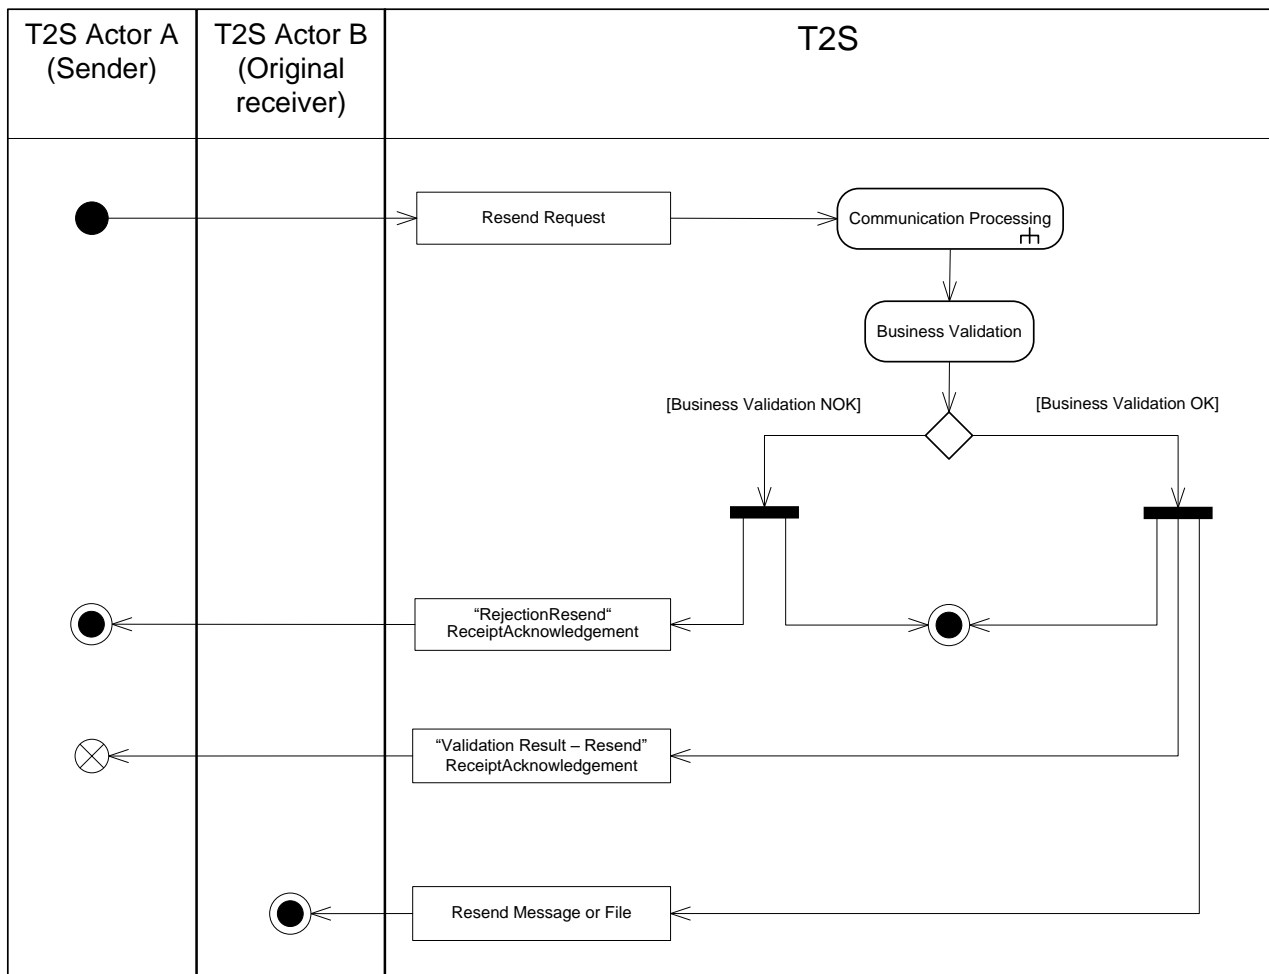 T2S Actor A
(Sender)
T2S Actor B
(Original
receiver)
T2S
Resend Request
Communication Processing
Business Validation
[Business Validation NOK]
[Business Validation OK]
“RejectionResend“
ReceiptAcknowledgement
“Validation Result – Resend”
ReceiptAcknowledgement
Resend Message or File